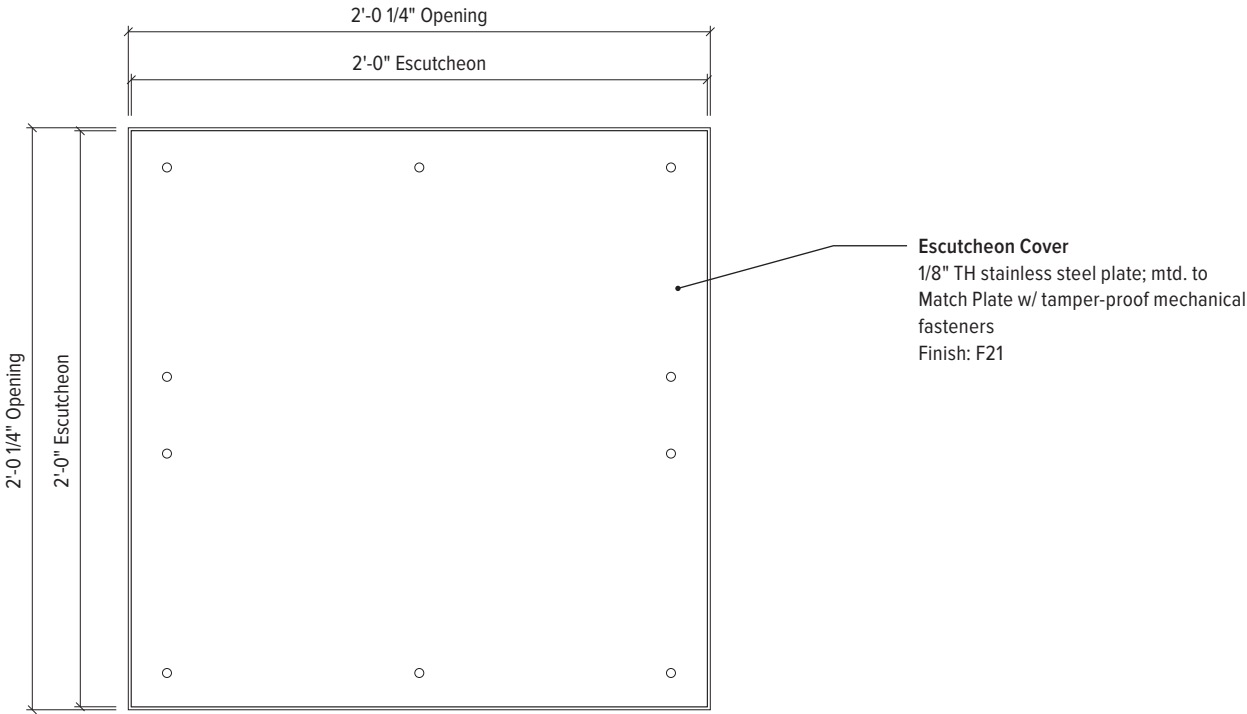 2'-0 1/4" Opening
2'-0" Escutcheon
Escutcheon Cover
1/8" TH stainless steel plate; mtd. to
Match Plate w/ tamper-proof mechanical
fasteners
Finish: F21
2'-0 1/4" Opening
2'-0" Escutcheon